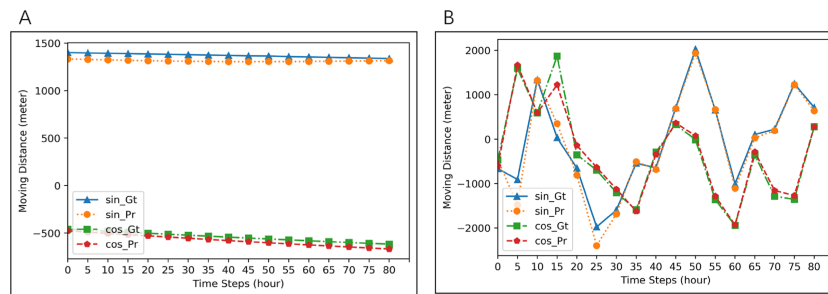 A
1500
1000
500
0
−500
Moving Distance (meter)
sin_Gt
sin_Pr
cos_Gt
cos_Pr
0 5 10 15 20 25 30 35 40 45 50 55 60 65 70 75 80
Time Steps (hour)
B
2000
1000
0
−1000
−2000
Moving Distance (meter)
sin_Gt
sin_Pr
cos_Gt
cos_Pr
0 5 10 15 20 25 30 35 40 45 50 55 60 65 70 75 80
Time Steps (hour)